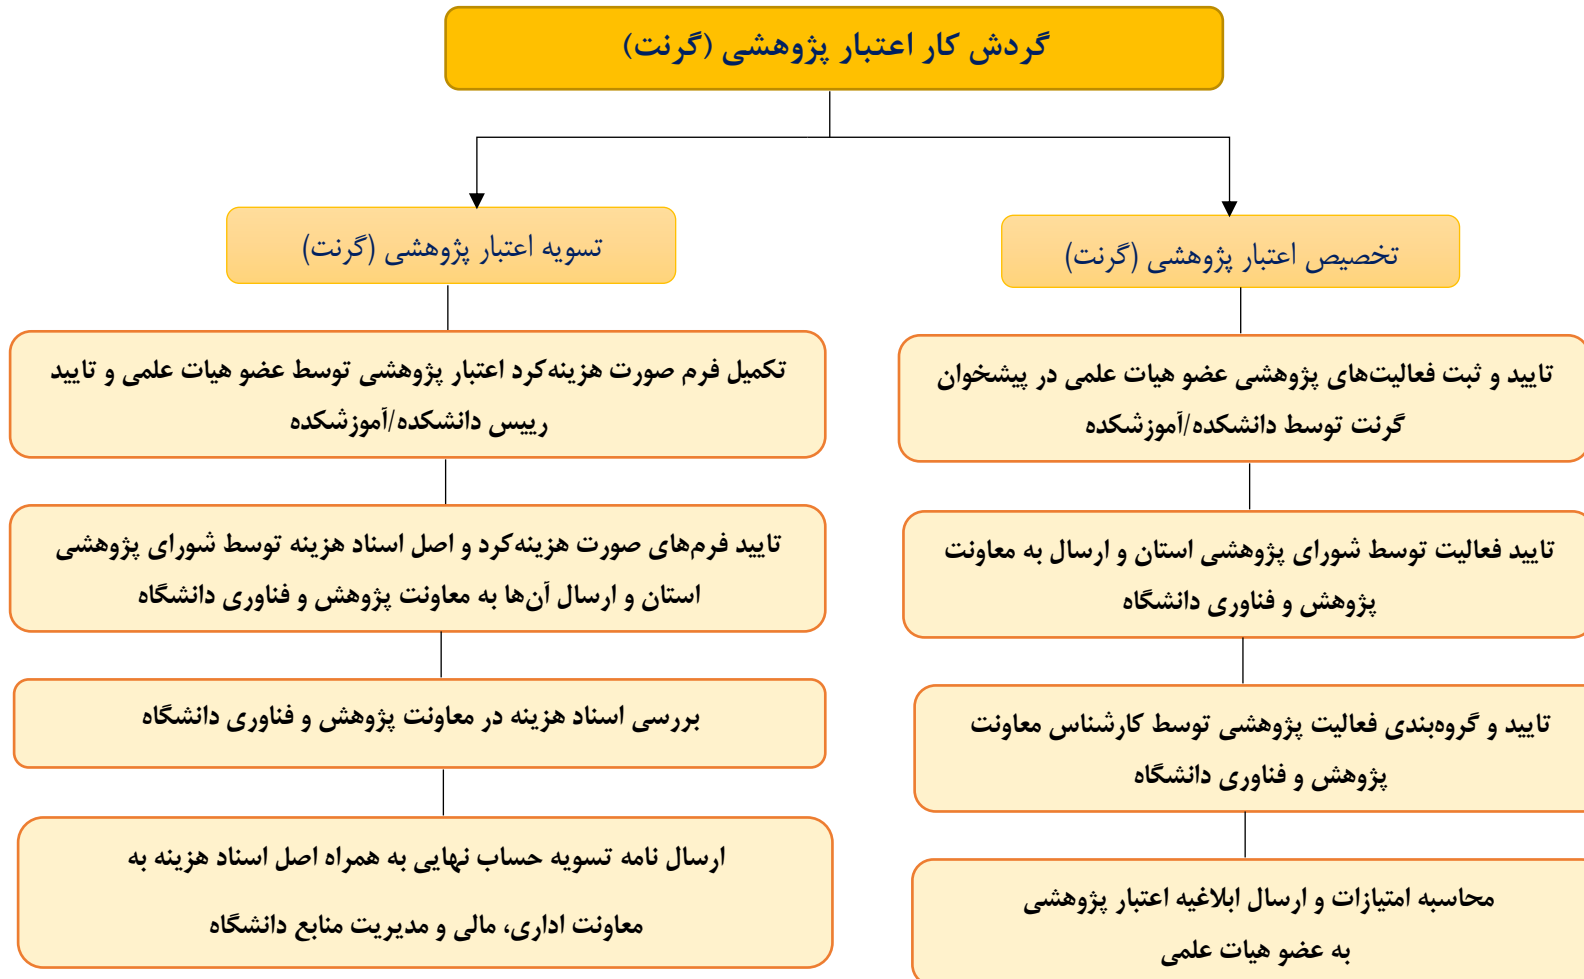 گردش کار اعتبار پژوهشی (گرنت)
تخصیص اعتبار پژوهشی (گرنت)
تایید و ثبت فعالیت‌های پژوهشی عضو هیات علمی در پیشخوان
گرنت توسط دانشکده/آموزشکده
تایید فعالیت توسط شورای پژوهشی استان و ارسال به معاونت
پژوهش و فناوری دانشگاه
تایید و گروه‌بندی فعالیت پژوهشی توسط کارشناس معاونت
پژوهش و فناوری دانشگاه
محاسبه امتیازات و ارسال ابلاغیه اعتبار پژوهشی
به عضو هیات علمی
تسویه اعتبار پژوهشی (گرنت)
تکمیل فرم صورت هزینه‌کرد اعتبار پژوهشی توسط عضو هیات علمی و تایید
رییس دانشکده/آموزشکده
تایید فرم‌های صورت هزینه‌کرد و اصل اسناد هزینه توسط شورای پژوهشی
استان و ارسال آن‌ها به معاونت پژوهش و فناوری دانشگاه
بررسی اسناد هزینه در معاونت پژوهش و فناوری دانشگاه
ارسال نامه تسویه حساب نهایی به همراه اصل اسناد هزینه به
معاونت اداری، مالی و مدیریت منابع دانشگاه